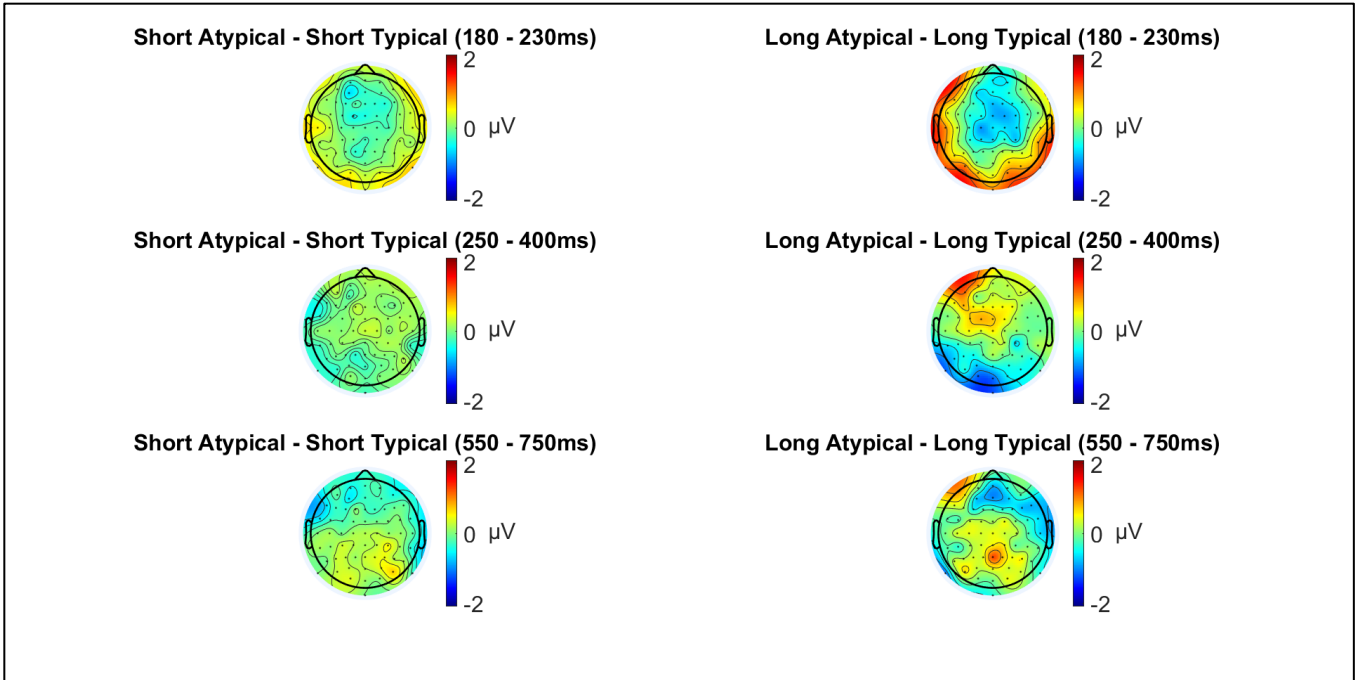 Short Atypical - Short Typical (180 - 230ms)
2
0 µV
-2
Long Atypical - Long Typical (180 - 230ms)
2
0 µV
-2
Short Atypical - Short Typical (250 - 400ms)
2
0 µV
-2
Long Atypical - Long Typical (250 - 400ms)
2
0 µV
-2
Short Atypical - Short Typical (550 - 750ms)
2
0 µV
-2
Long Atypical - Long Typical (550 - 750ms)
2
0 µV
-2